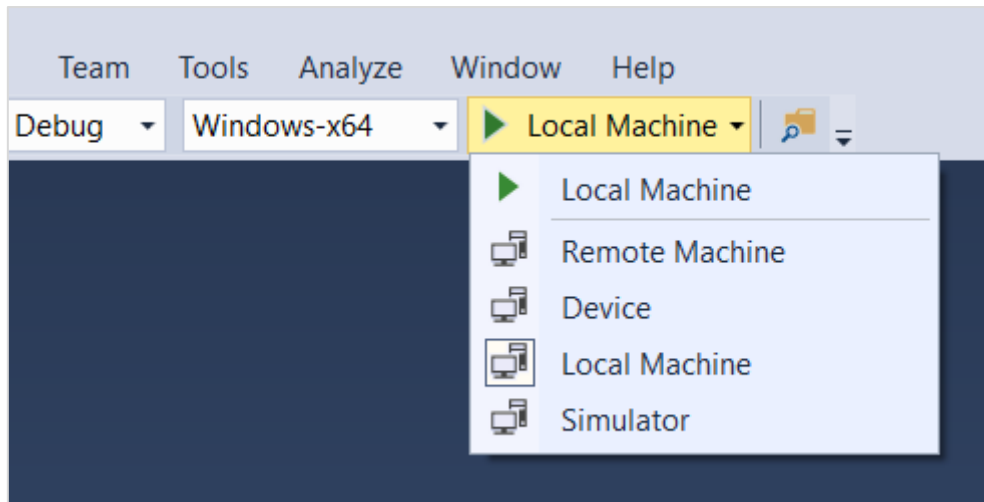 Team Tools Analyze Window Help
Debug Windows-x64 Local Machine
Local Machine
Remote Machine
Device
Local Machine
Simulator